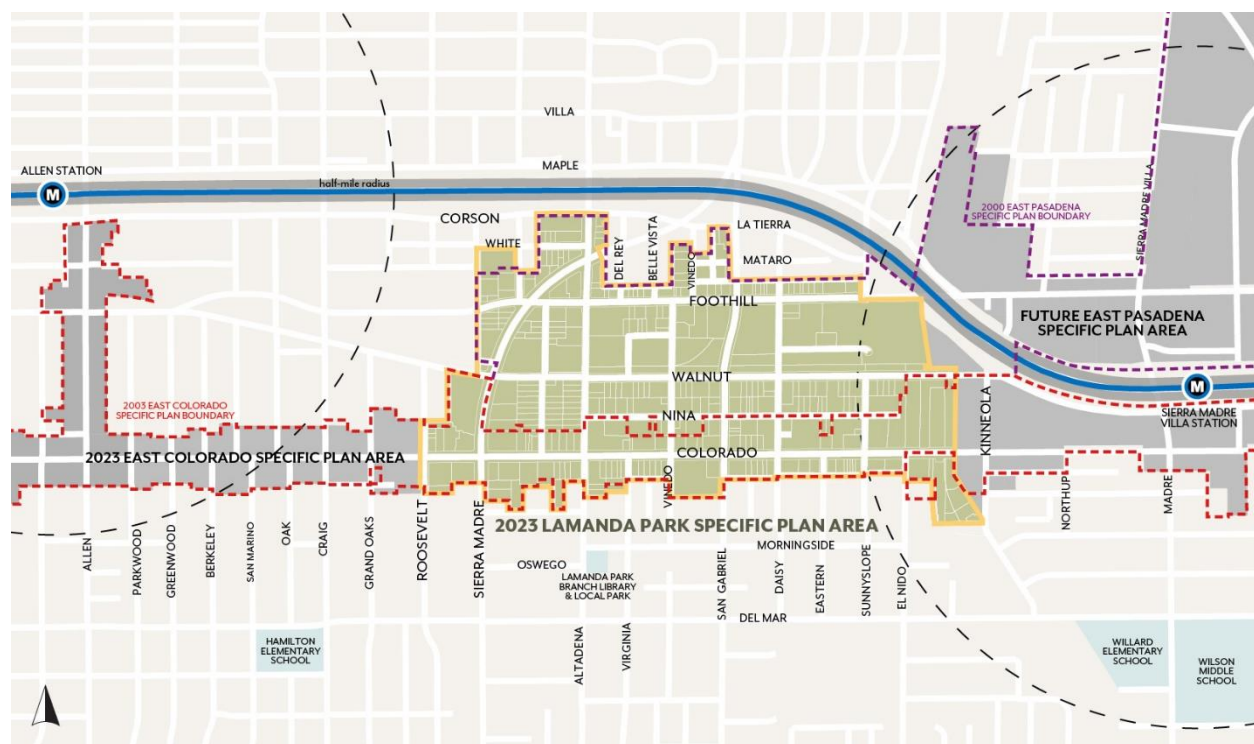 VILLA
MAPLE
ALLEN STATION
M
half-mile radius
CORSON
WHITE
DEL REY
BELLE VISTA
VINEDO
LA TIERRA
MATARO
FOOTHILL
2000 EAST PASADENA
SPECIFIC PLAN BOUNDARY
SIERRA MADRE VILLA
FUTURE EAST PASADENA
SPECIFIC PLAN AREA
M
SIERRA MADRE
VILLA STATION
WALNUT
NINA
COLORADO
KINNELOA
2003 EAST COLORADO
SPECIFIC PLAN BOUNDARY
2023 EAST COLORADO SPECIFIC PLAN AREA
2023 LAMANDA PARK SPECIFIC PLAN AREA
ALLEN
PARKWOOD
GREENWOOD
BERKELEY
SAN MARINO
OAK
CRAIG
GRAND OAKS
ROOSEVELT
SIERRA MADRE
VINEDO
NORTHUP
MADRE
OSWEGO
LAMANDA PARK
BRANCH LIBRARY
& LOCAL PARK
MORNINGSIDE
SAN GABRIEL
DAISY
EASTERN
SUNNYSLOPE
EL NIDO
DEL MAR
ALTADENA
VIRGINIA
HAMILTON
ELEMENTARY
SCHOOL
WILLARD
ELEMENTARY
SCHOOL
WILSON
MIDDLE
SCHOOL